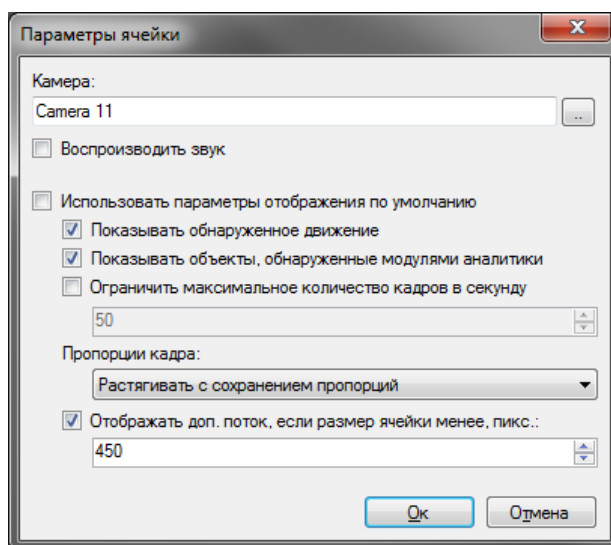 Параметры ячейки
Камера:
Camera 11
..
Воспроизводить звук
Использовать параметры отображения по умолчанию
Показывать обнаруженное движение
Показывать объекты, обнаруженные модулями аналитики
Ограничить максимальное количество кадров в секунду
50
Пропорции кадра:
Растягивать с сохранением пропорций
Отображать доп. поток, если размер ячейки менее, пикс.:
450
Ок Отмена